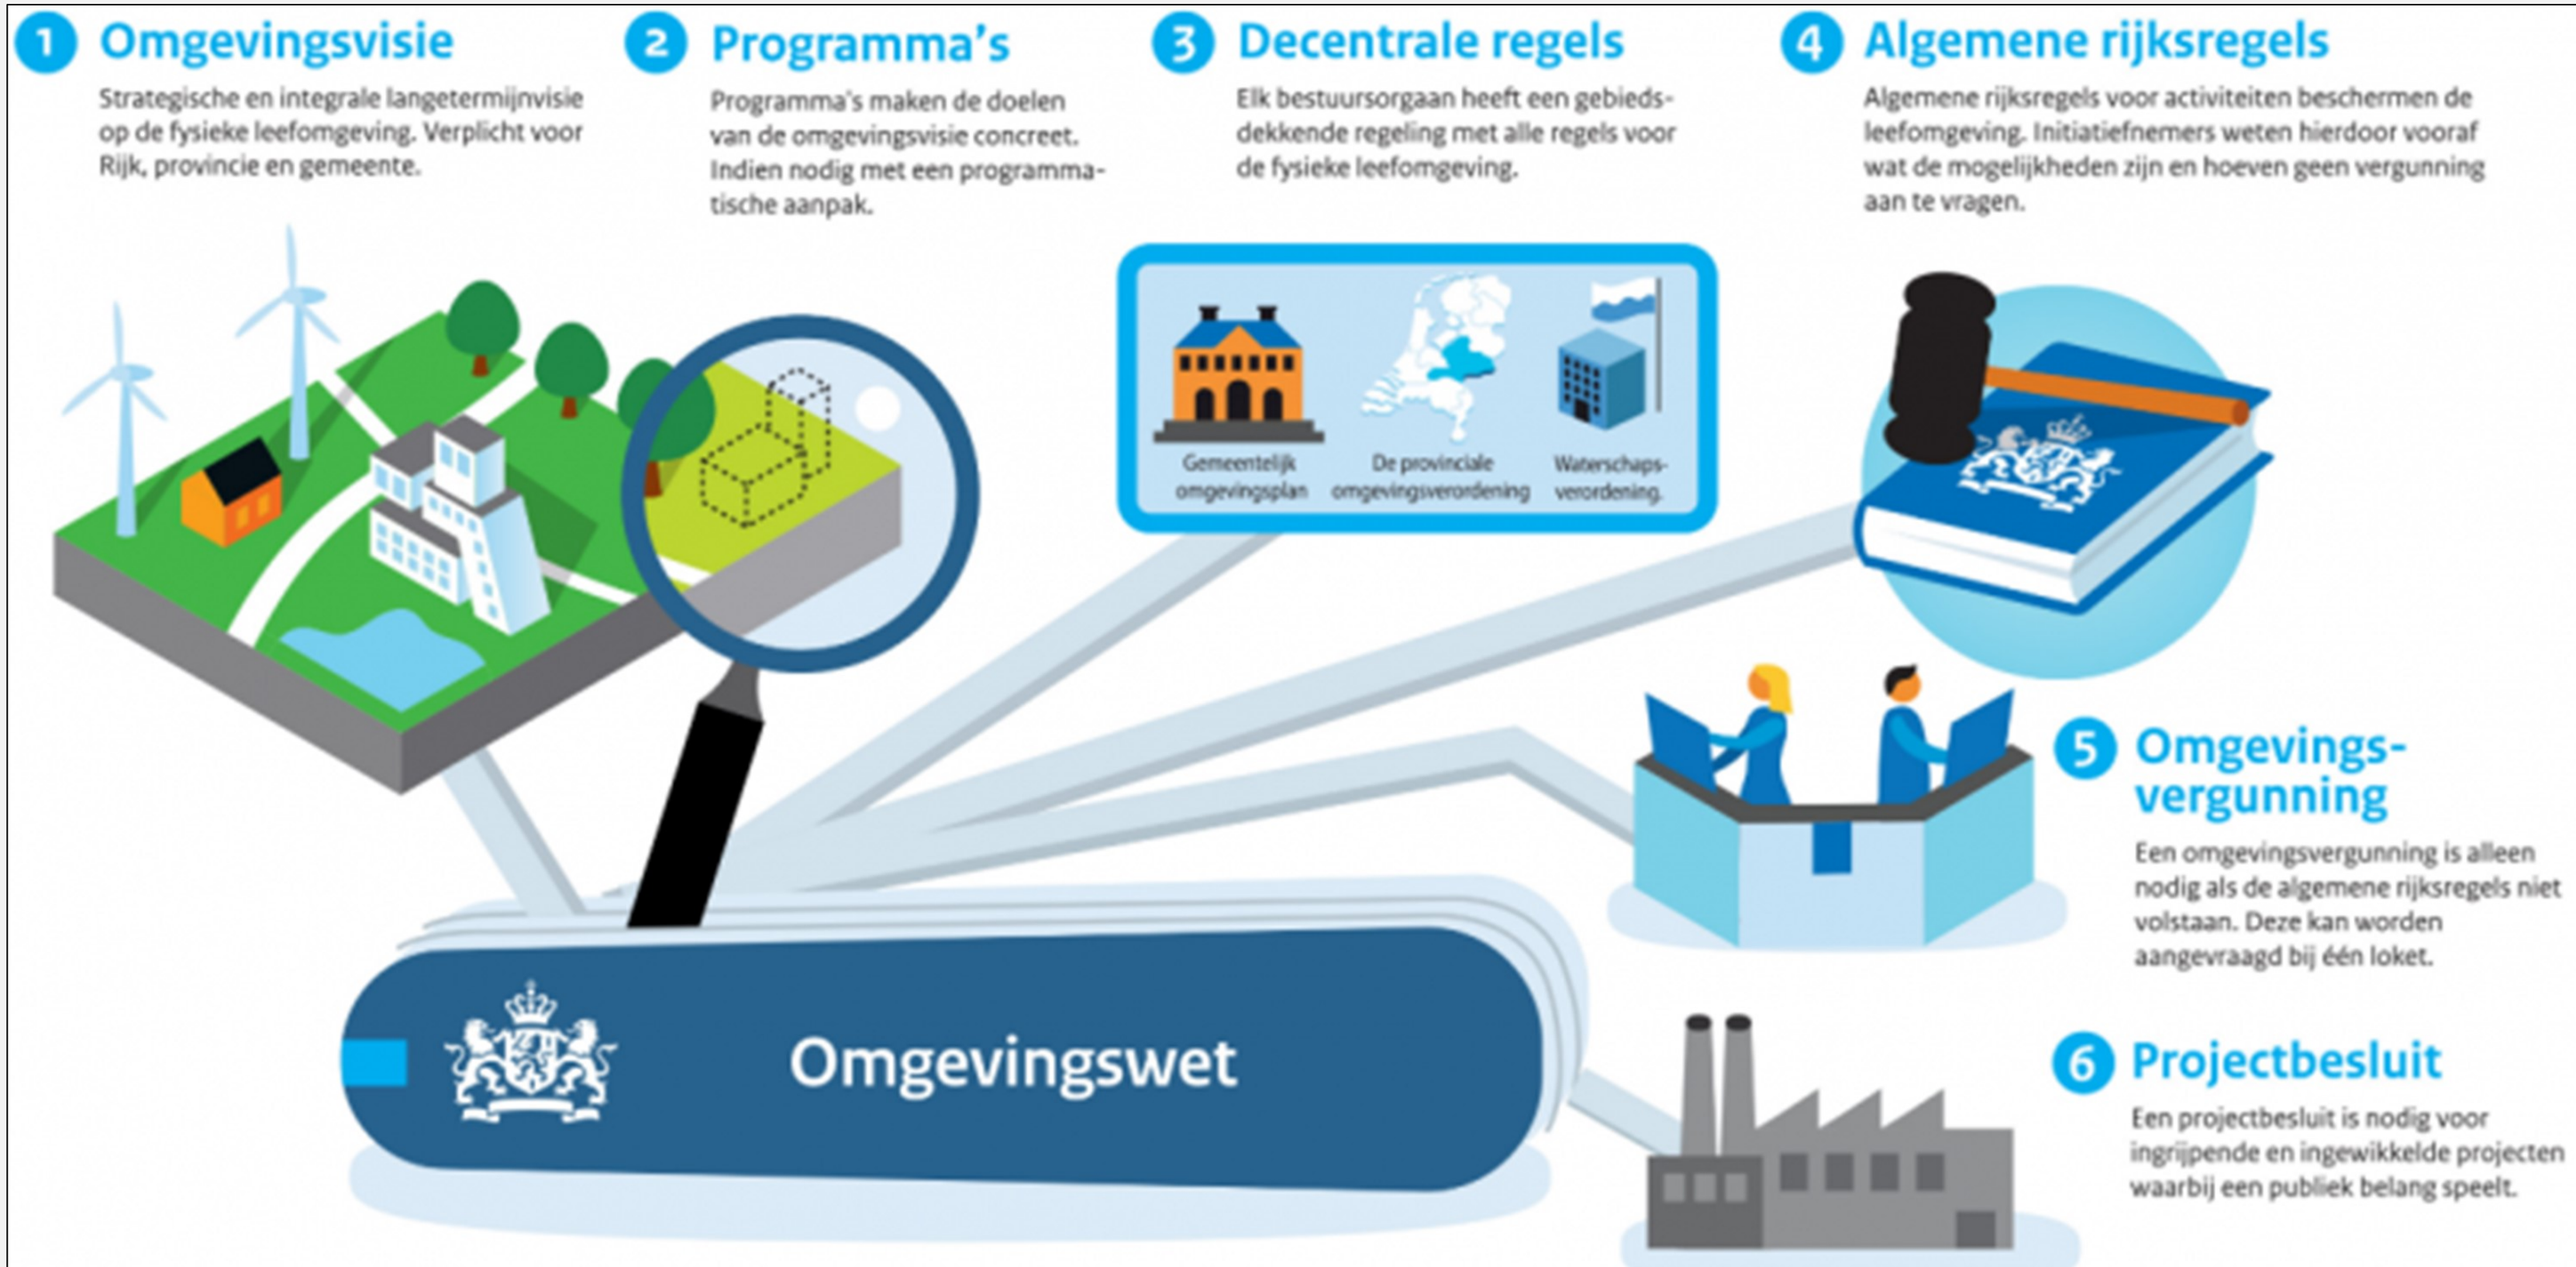 1 Omgevingsvisie
Strategische en integrale langetermijnvisie
op de fysieke leefomgeving. Verplicht voor
Rijk, provincie en gemeente.
2 Programma's
Programma's maken de doelen
van de omgevingsvisie concreet.
Indien nodig met een programma-
tische aanpak.
3 Decentrale regels
Elk bestuursorgaan heeft een gebieds-
dekkende regeling met alle regels voor
de fysieke leefomgeving.
Gemeentelijk
omgevingsplan
De provinciale
omgevingsverordening
Waterschaps-
verordening.
4 Algemene rijksregels
Algemene rijksregels voor activiteiten beschermen de
leefomgeving. Initiatiefnemers weten hierdoor vooraf
wat de mogelijkheden zijn en hoeven geen vergunning
aan te vragen.
5 Omgevings-
vergunning
Een omgevingsvergunning is alleen
nodig als de algemene rijksregels niet
volstaan. Deze kan worden
aangevraagd bij één loket.
6 Projectbesluit
Een projectbesluit is nodig voor
ingrijpende en ingewikkelde projecten
waarbij een publiek belang speelt.
Omgevingswet